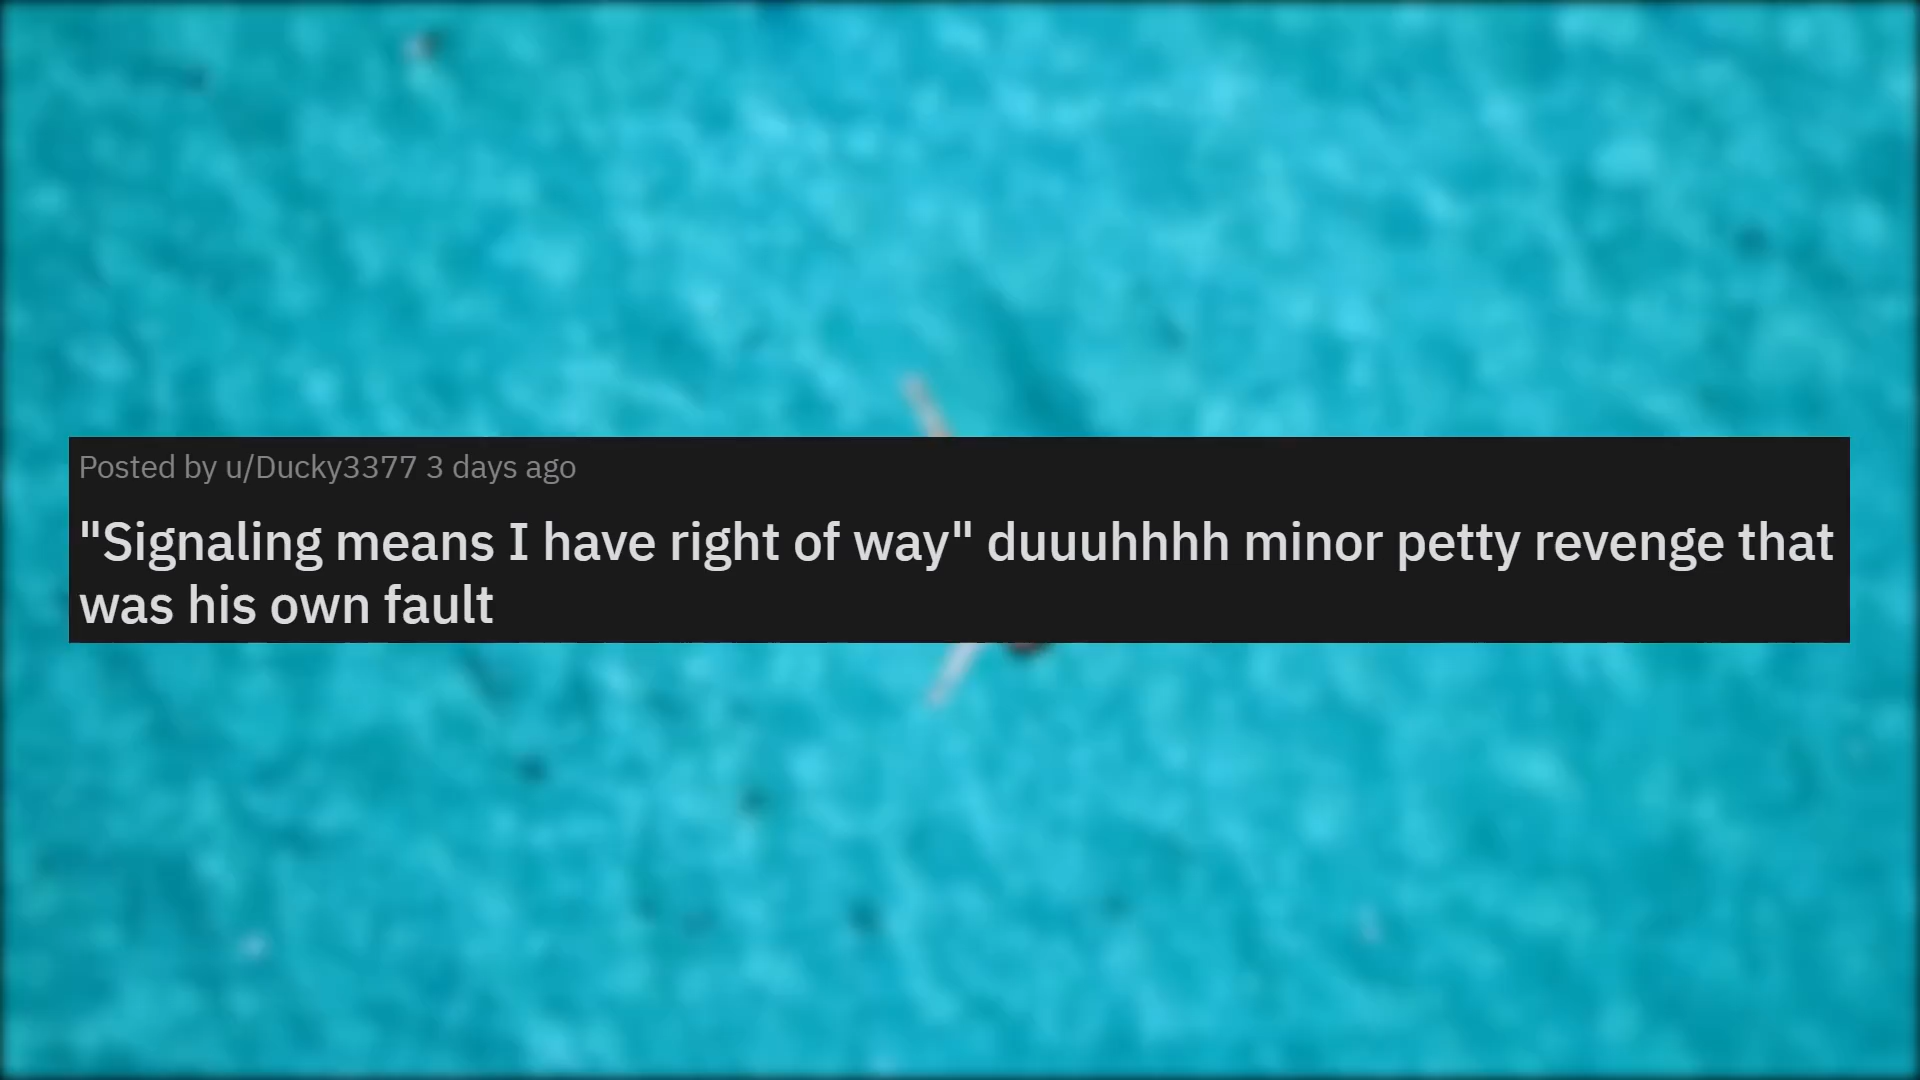 Posted by u/Ducky3377 3 days ago
"Signaling means I have right of way" duuuhhhh minor petty revenge that
was his own fault